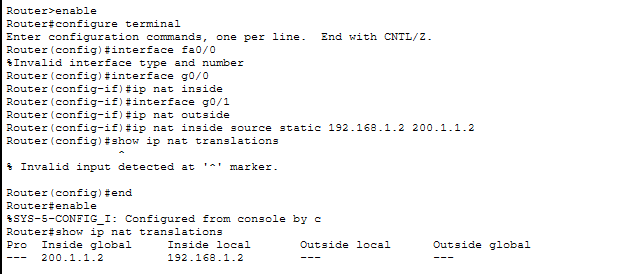 Router>enable
Router#configure terminal
Enter configuration commands, one per line.  End with CNTL/Z.
Router(config)#interface fa0/0
%Invalid interface type and number
Router(config)#interface g0/0
Router(config-if)#ip nat inside
Router(config-if)#interface g0/1
Router(config-if)#ip nat outside
Router(config-if)#ip nat inside source static 192.168.1.2 200.1.1.2
Router(config)#show ip nat translations
^
% Invalid input detected at '^' marker.
Router(config)#end
Router#enable
%SYS-5-CONFIG_I: Configured from console by c
Router#show ip nat translations
Pro  Inside global     Inside local       Outside local      Outside global
---  200.1.1.2         192.168.1.2        ---                ---